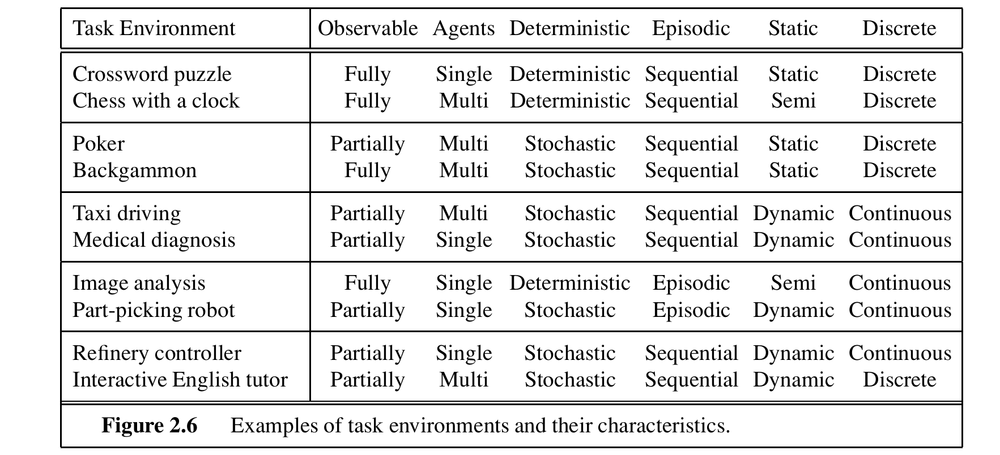 Task Environment Observable Agents Deterministic Episodic Static Discrete
Crossword puzzle Fully Single Deterministic Sequential Static Discrete
Chess with a clock Fully Multi Deterministic Sequential Semi Discrete
Poker Partially Multi Stochastic Sequential Static Discrete
Backgammon Fully Multi Stochastic Sequential Static Discrete
Taxi driving Partially Multi Stochastic Sequential Dynamic Continuous
Medical diagnosis Partially Single Stochastic Sequential Dynamic Continuous
Image analysis Fully Single Deterministic Episodic Semi Continuous
Part-picking robot Partially Single Stochastic Episodic Dynamic Continuous
Refinery controller Partially Single Stochastic Sequential Dynamic Continuous
Interactive English tutor Partially Multi Stochastic Sequential Dynamic Discrete
Figure 2.6 Examples of task environments and their characteristics.